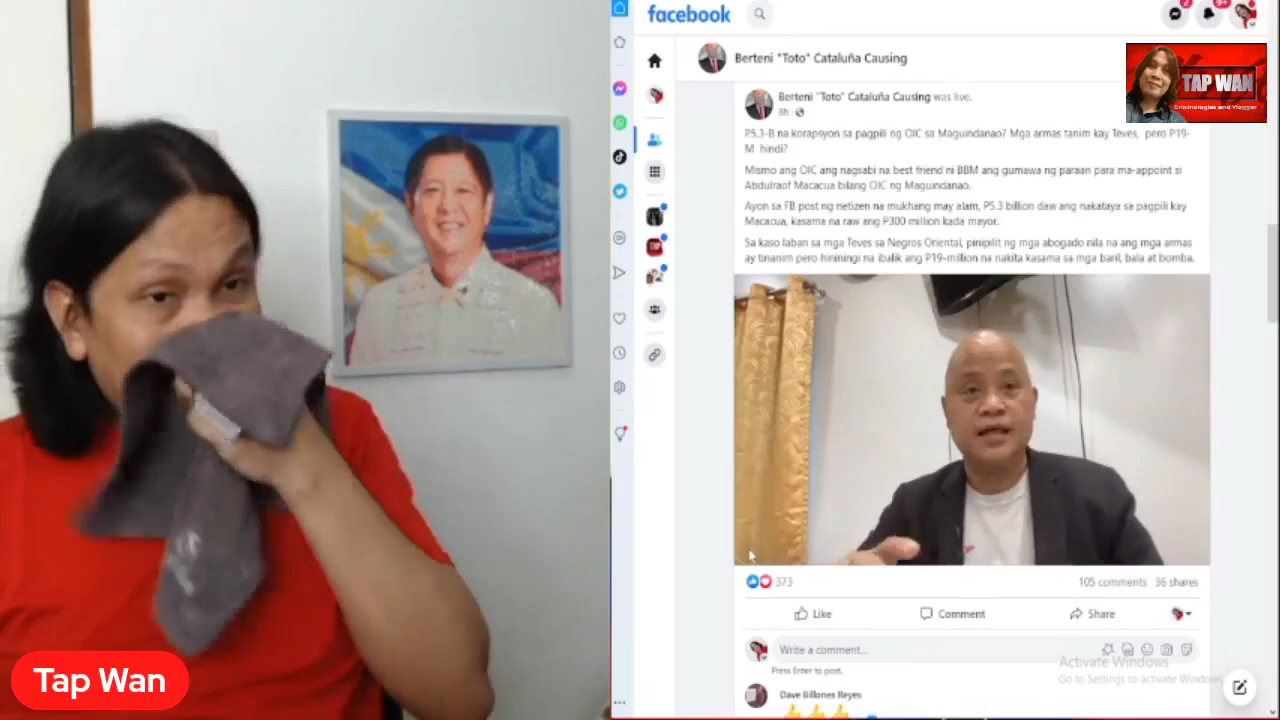 facebook
Berteni "Toto" Cataluña Causing
TAP WAN
Criminologist and Vlogger
Berteni "Toto" Cataluña Causing was live.
8h
P5.3-B na korapsyon sa pagpili ng OIC sa Maguindanao? Mga armas tanim kay Teves, pero P19-
M hindi?
Mismo ang OIC ang nagsabi na best friend ni BBM ang gumawa ng paraan para ma-appoint si
Abdulraof Macacua bilang OIC ng Maguindanao.
Ayon sa FB post ng netizen na mukhang may alam, P5.3 billion daw ang nakataya sa pagpili kay
Macacua, kasama na raw ang P300 million kada mayor.
Sa kaso laban sa mga Teves sa Negros Oriental, pinipilit ng mga abogado nila na ang mga armas
ay tinanim pero hinihingi na ibalik ang P19-million na nakita kasama sa mga baril, bala at bomba.
373
105 comments 36 shares
Like Comment Share
Write a comment...
Press Enter to post.
Activate Windows
Go to Settings to activate Windows.
Dave Billones Reyes
Tap Wan